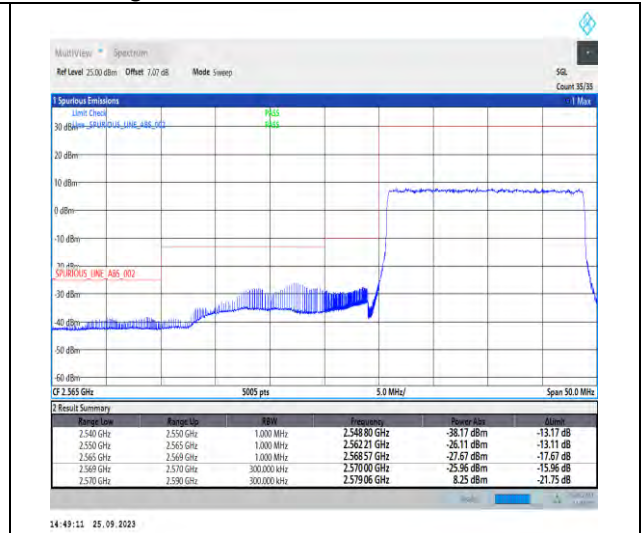 MultiView Spectrum
Ref Level 25.00 dBm Offset 7.07 dB Mode Sweep SGL
Count 35/35
1 Spurious Emissions 1 Max
Limit Check PASS
Line _SPURIOUS_LINE_ABS_002 PASS
30 dBm
20 dBm
10 dBm
0 dBm
-10 dBm
-20 dBm
SPURIOUS_LINE_ABS_002
-30 dBm
-40 dBm
-50 dBm
-60 dBm
CF 2.565 GHz 5005 pts 5.0 MHz/ Span 50.0 MHz
2 Result Summary
Range Low Range Up RBW Frequency Power Abs ΔLimit
2.540 GHz 2.550 GHz 1.000 MHz 2.548 80 GHz -38.17 dBm -13.17 dB
2.550 GHz 2.565 GHz 1.000 MHz 2.562 21 GHz -26.11 dBm -13.11 dB
2.565 GHz 2.569 GHz 1.000 MHz 2.568 57 GHz -27.67 dBm -17.67 dB
2.569 GHz 2.570 GHz 300.000 kHz 2.570 00 GHz -25.96 dBm -15.96 dB
2.570 GHz 2.590 GHz 300.000 kHz 2.579 06 GHz 8.25 dBm -21.75 dB
14:49:11 25.09.2023